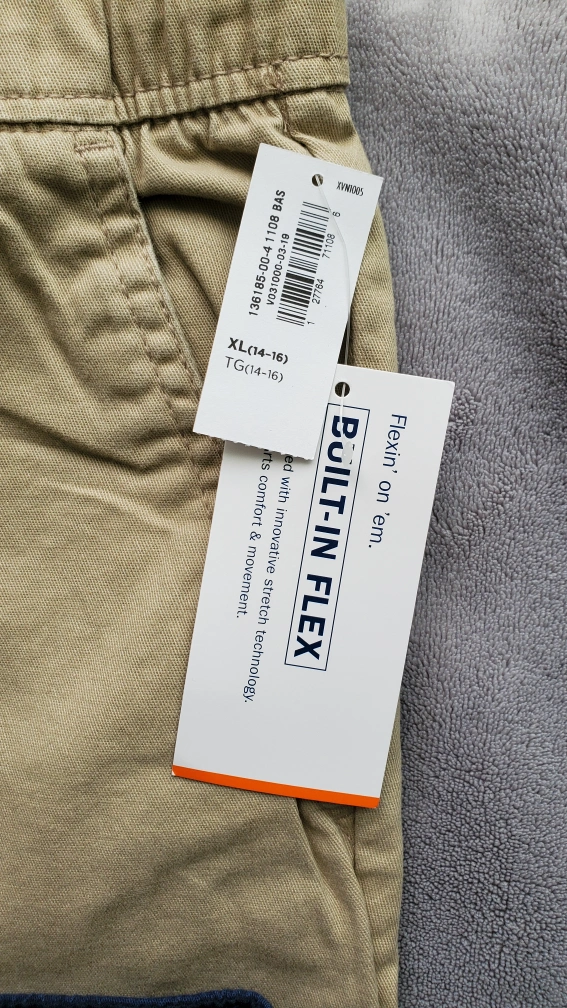 XVN1005
136185-00-4 1108 BAS
V031000-03-19
1 27764 71108 6
XL(14-16)
TG(14-16)
Flexin' on 'em.
BUILT-IN FLEX
ed with innovative stretch technology.
rts comfort & movement.